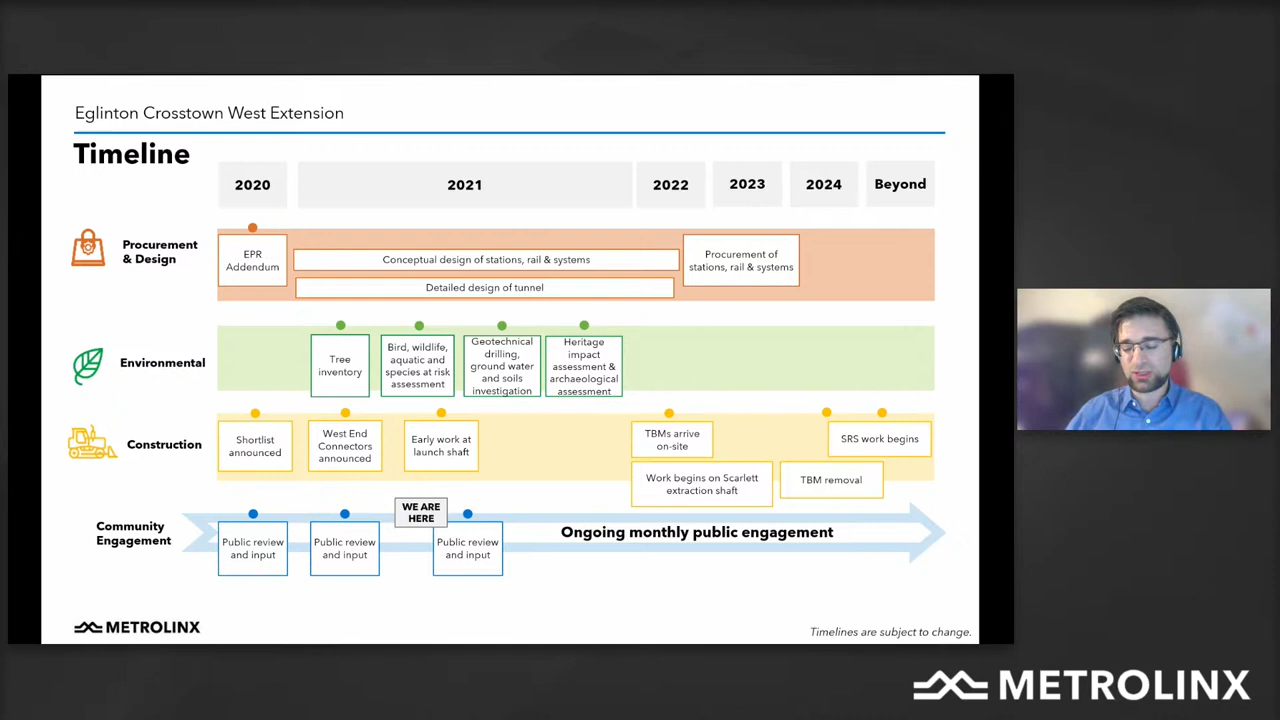 Eglinton Crosstown West Extension
Timeline
2020
2021
2022
2023
2024
Beyond
Procurement
& Design
EPR
Addendum
Conceptual design of stations, rail & systems
Detailed design of tunnel
Procurement of
stations, rail & systems
Environmental
Tree
inventory
Bird, wildlife,
aquatic and
species at risk
assessment
Geotechnical
drilling,
ground water
and soils
investigation
Heritage
impact
assessment &
archaeological
assessment
Construction
Shortlist
announced
West End
Connectors
announced
Early work at
launch shaft
TBMs arrive
on-site
Work begins on Scarlett
extraction shaft
SRS work begins
TBM removal
Community
Engagement
Public review
and input
Public review
and input
WE ARE
HERE
Public review
and input
Ongoing monthly public engagement
METROLINX
Timelines are subject to change.
METROLINX